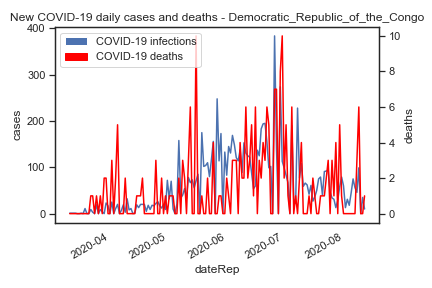 New COVID-19 daily cases and deaths - Democratic_Republic_of_the_Congo
COVID-19 infections
COVID-19 deaths
400
300
200
100
0
cases
10
8
6
4
2
0
deaths
2020-04
2020-05
2020-06
2020-07
2020-08
dateRep